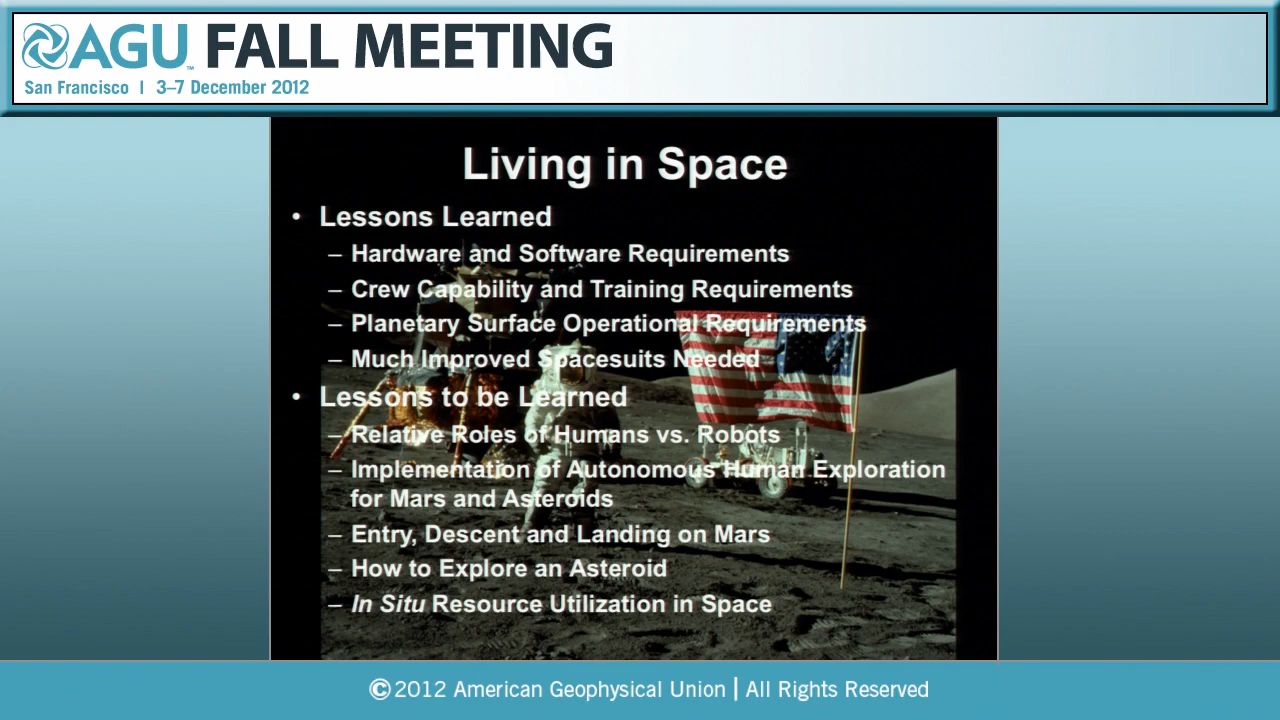 AGU™ FALL MEETING
San Francisco | 3–7 December 2012
Living in Space
• Lessons Learned
– Hardware and Software Requirements
– Crew Capability and Training Requirements
– Planetary Surface Operational Requirements
– Much Improved Spacesuits Needed
• Lessons to be Learned
– Relative Roles of Humans vs. Robots
– Implementation of Autonomous Human Exploration
for Mars and Asteroids
– Entry, Descent and Landing on Mars
– How to Explore an Asteroid
– In Situ Resource Utilization in Space
©2012 American Geophysical Union | All Rights Reserved